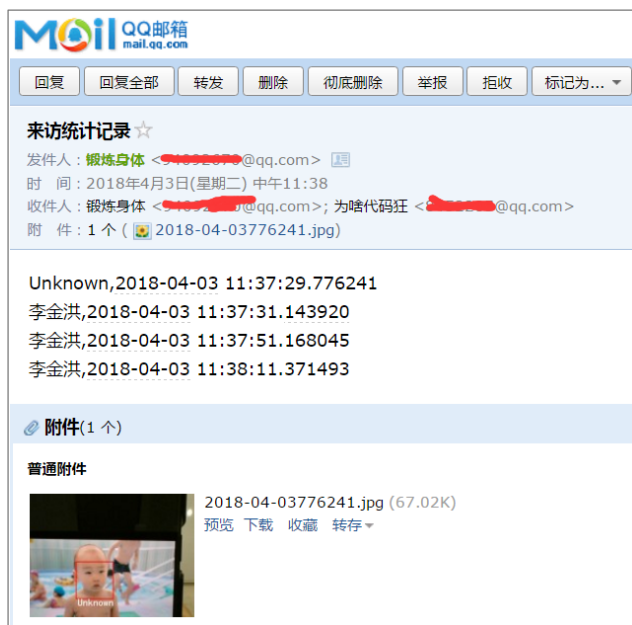 Mail QQ邮箱
mail.qq.com
回复 回复全部 转发 删除 彻底删除 举报 拒收 标记为...
来访统计记录
发件人：锻炼身体 < @qq.com>
时 间：2018年4月3日(星期二) 中午11:38
收件人：锻炼身体 < @qq.com>; 为啥代码狂 < @qq.com>
附 件：1 个 ( 2018-04-03776241.jpg)
Unknown,2018-04-03 11:37:29.776241
李金洪,2018-04-03 11:37:31.143920
李金洪,2018-04-03 11:37:51.168045
李金洪,2018-04-03 11:38:11.371493
附件(1 个)
普通附件
2018-04-03776241.jpg (67.02K)
预览 下载 收藏 转存
Unknown